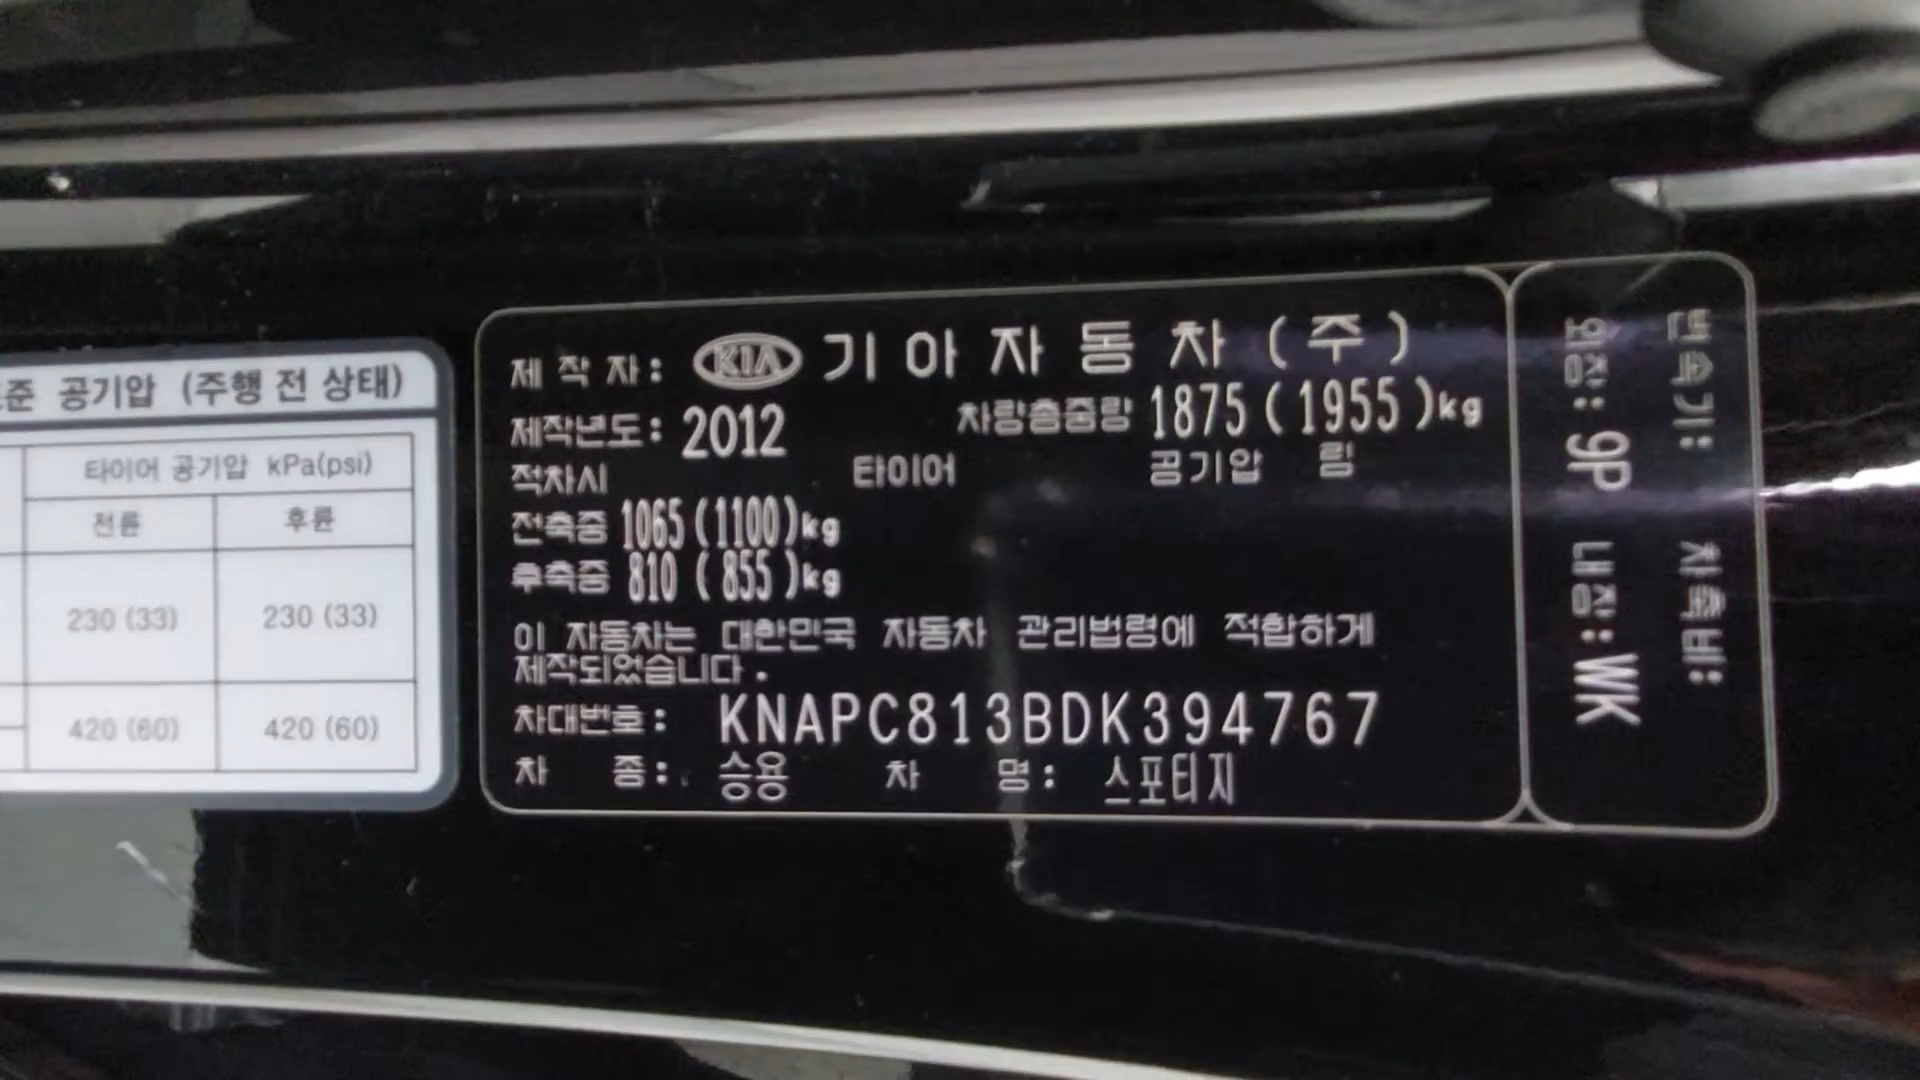 준 공기압 (주행 전 상태)
타이어 공기압 kPa(psi)
전륜 후륜
230 (33) 230 (33)
420 (60) 420 (60)
제 작 자: KIA 기 아 자 동 차 (주)
제작년도: 2012 차량총중량 1875 (1955)kg
적차시 타이어 공기압 림
전축중 1065 (1100)kg
후축중 810 (855)kg
이 자동차는 대한민국 자동차 관리법령에 적합하게
제작되었습니다.
차대번호: KNAPC813BDK394767
차 종: 승용 차 명: 스포티지
변속기: 차축비:
외장: 9P 내장: WK